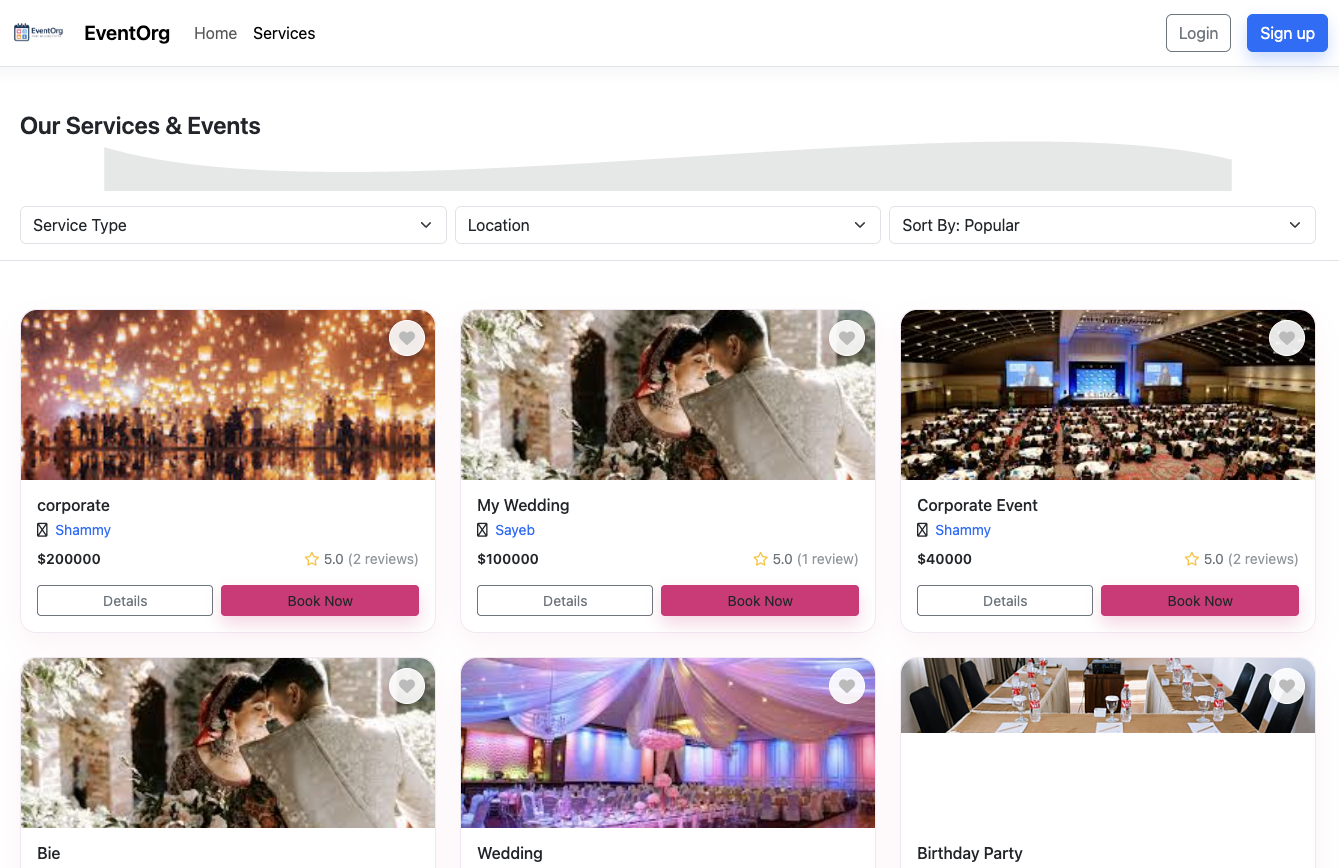 EventOrg EventOrg Home Services Login Sign up
Our Services & Events
Service Type Location Sort By: Popular
corporate
Shammy
$200000 5.0 (2 reviews)
Details Book Now
My Wedding
Sayeb
$100000 5.0 (1 review)
Details Book Now
Corporate Event
Shammy
$40000 5.0 (2 reviews)
Details Book Now
Bie
Wedding
Birthday Party